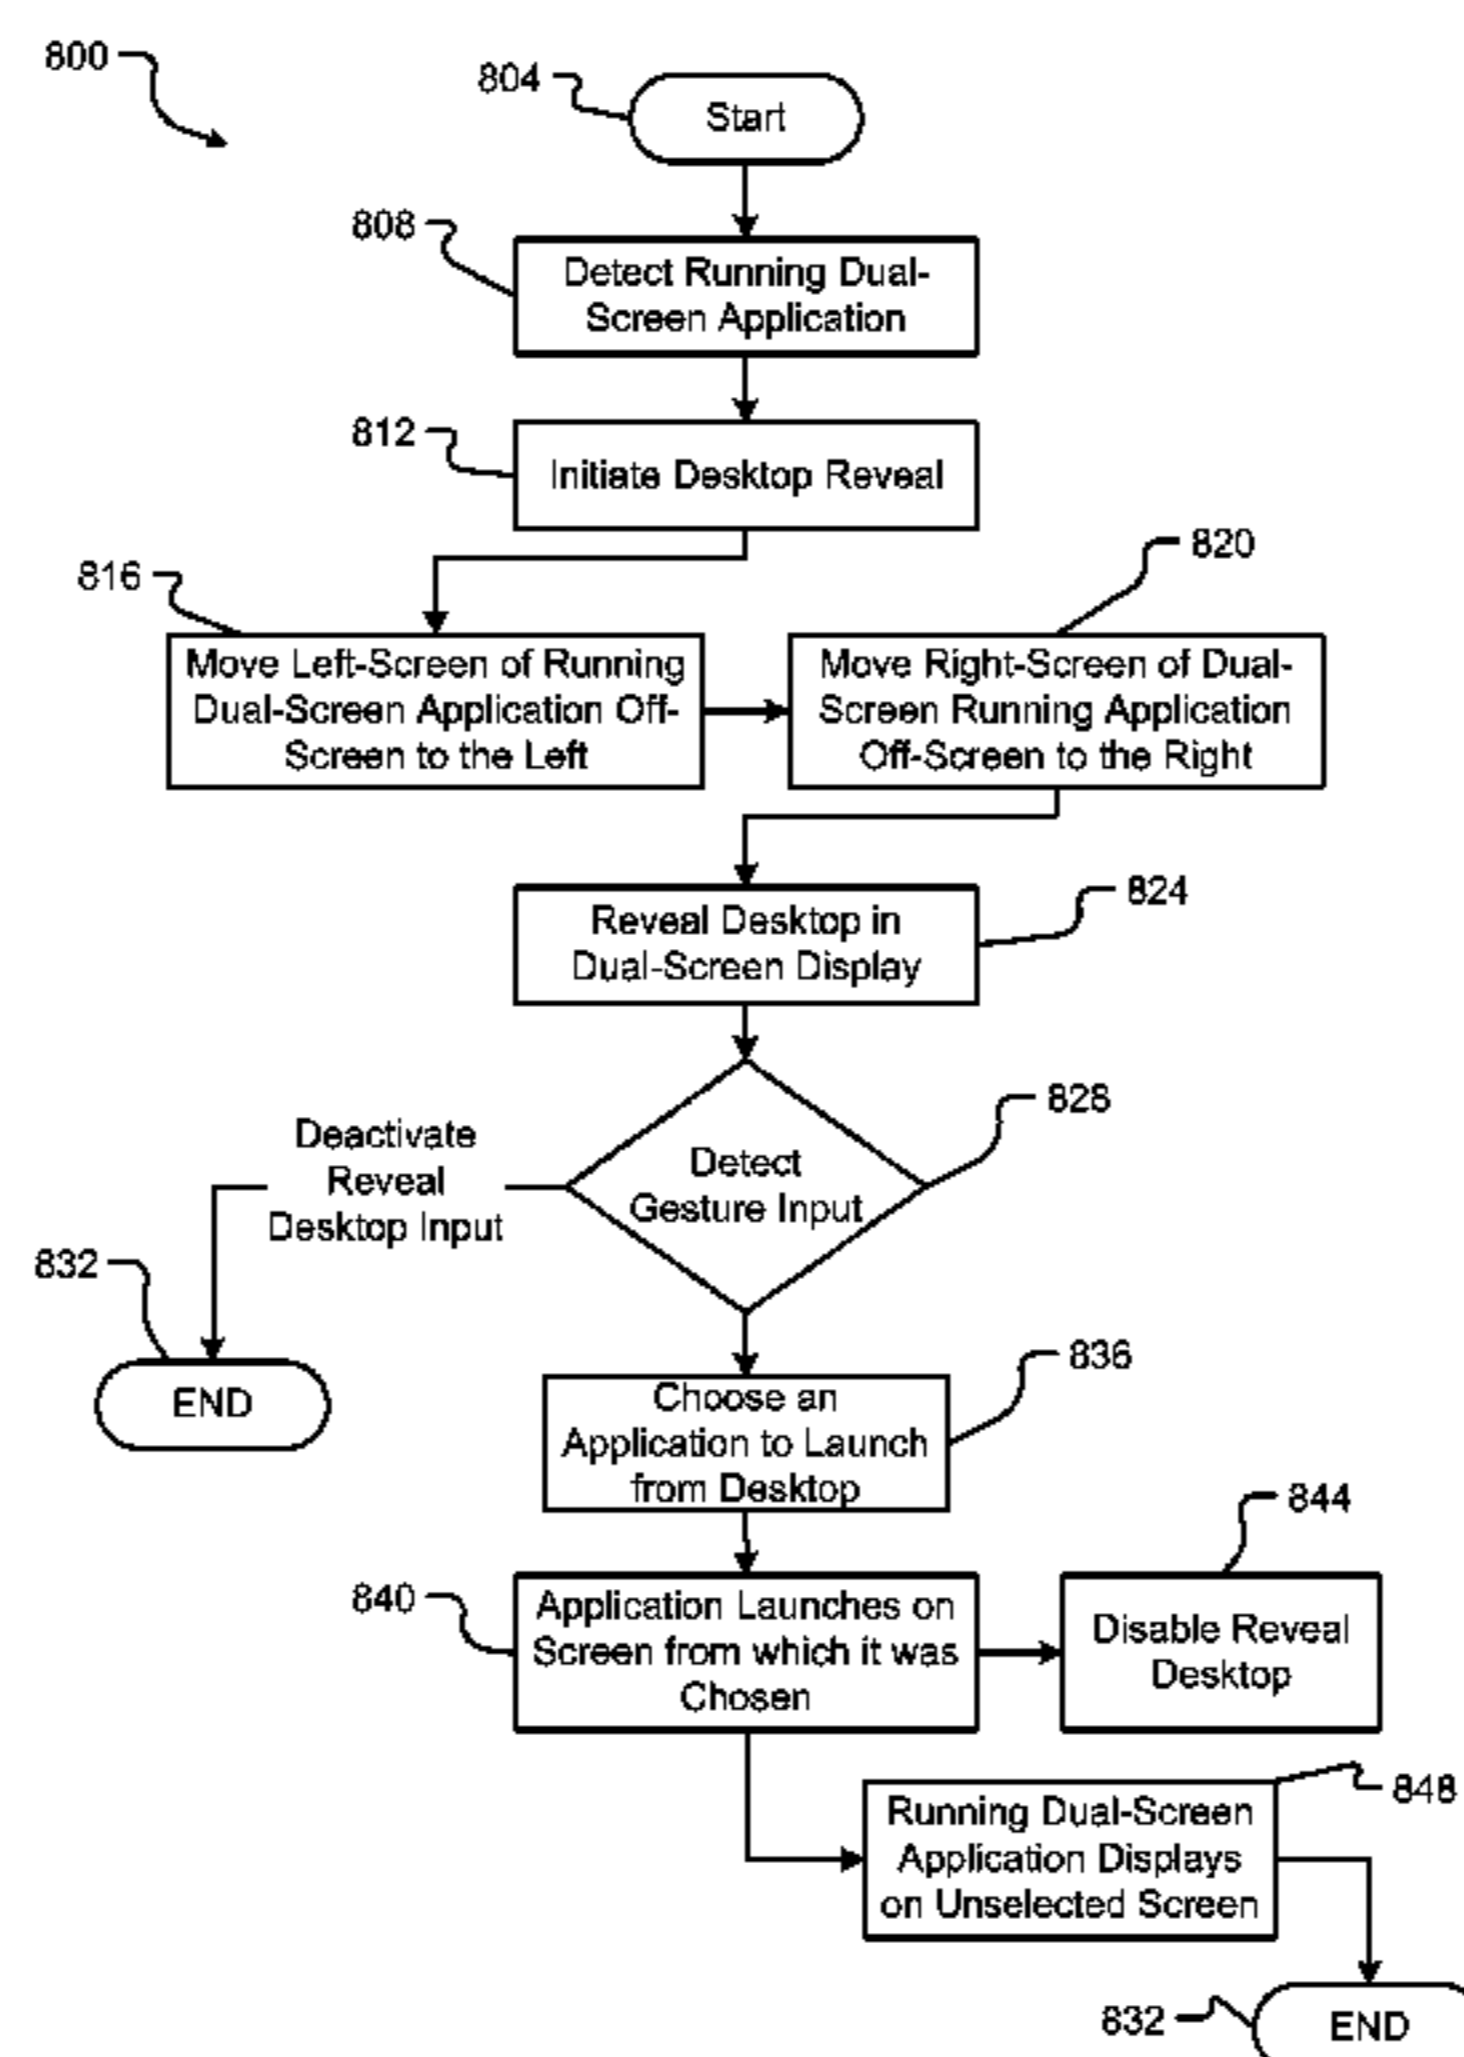 800
804
Start
808
Detect Running Dual-
Screen Application
812
Initiate Desktop Reveal
816
820
Move Left-Screen of Running
Dual-Screen Application Off-
Screen to the Left
Move Right-Screen of Dual-
Screen Running Application
Off-Screen to the Right
824
Reveal Desktop in
Dual-Screen Display
828
Detect
Gesture Input
Deactivate
Reveal
Desktop Input
832
END
836
Choose an
Application to Launch
from Desktop
840
Application Launches on
Screen from which it was
Chosen
844
Disable Reveal
Desktop
848
Running Dual-Screen
Application Displays
on Unselected Screen
832
END